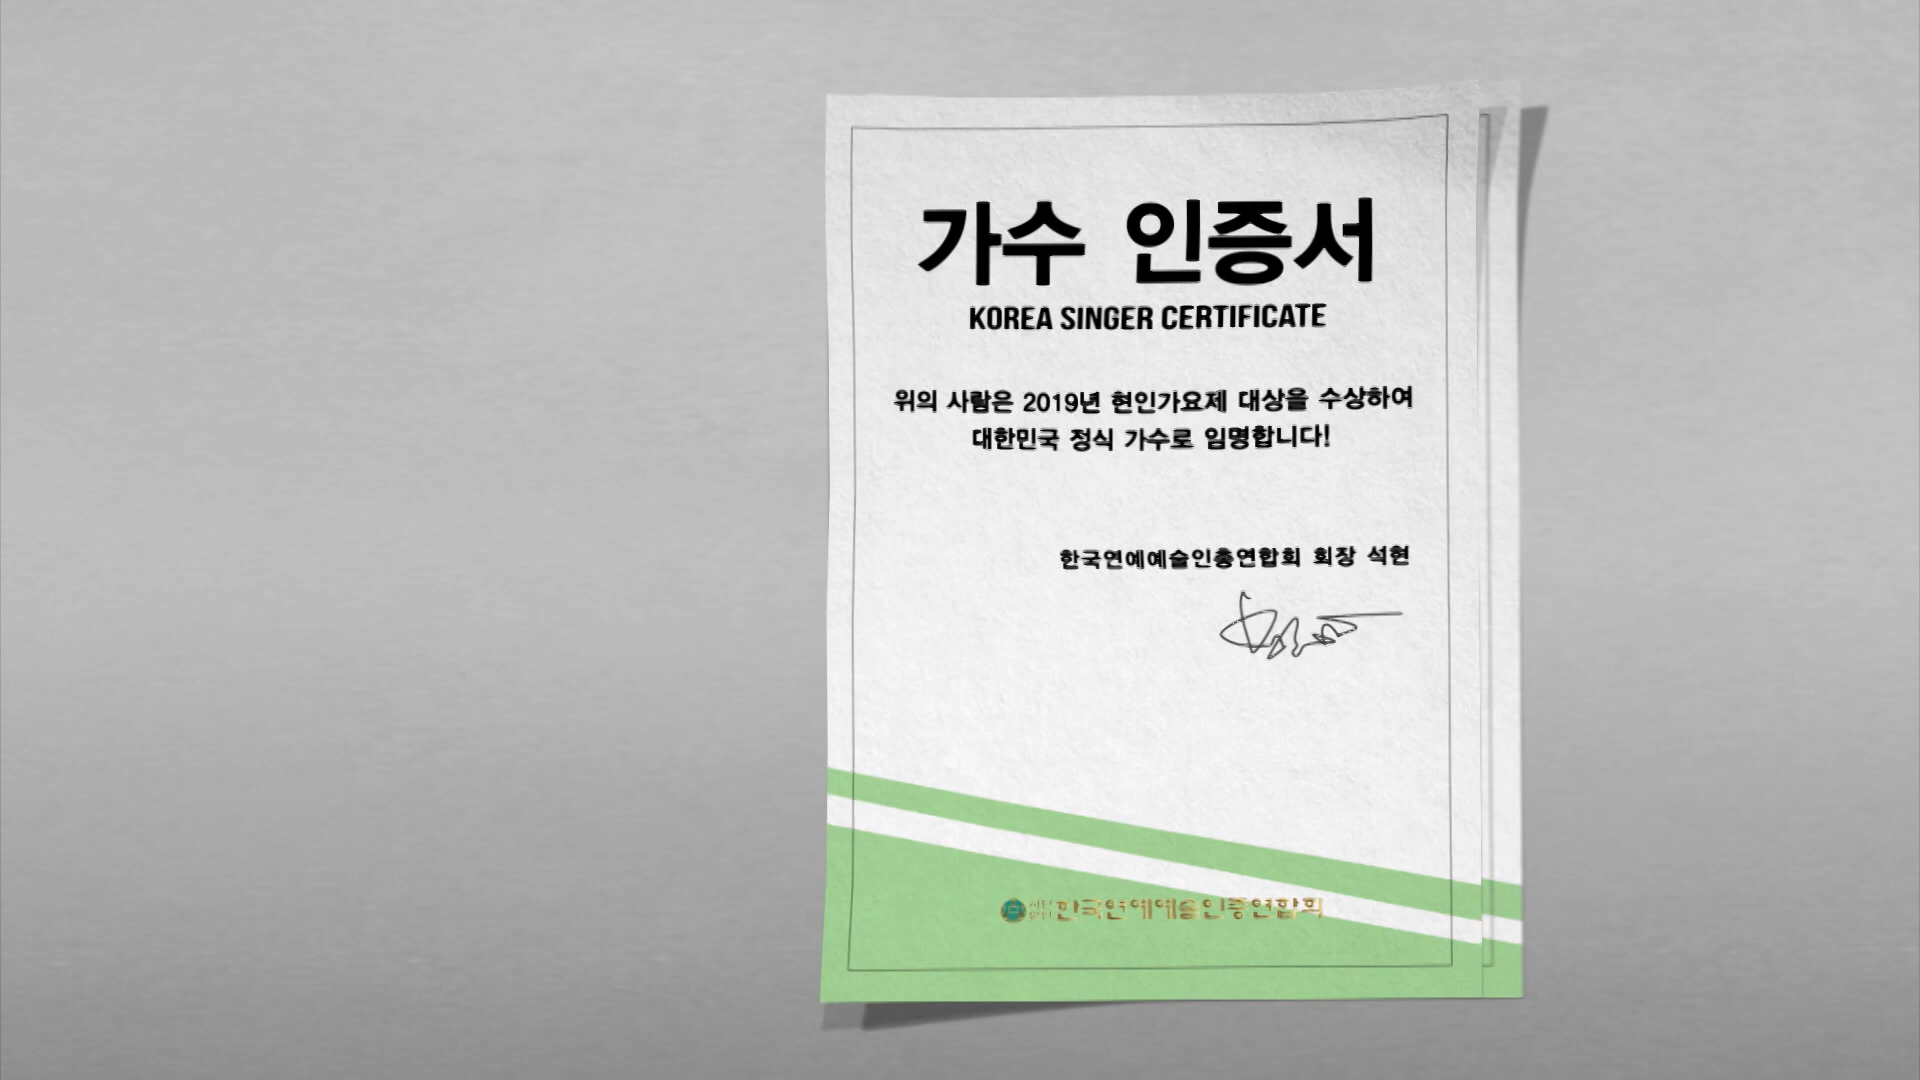 가수 인증서
KOREA SINGER CERTIFICATE
위의 사람은 2019년 현인가요제 대상을 수상하여
대한민국 정식 가수로 임명합니다!
한국연예예술인총연합회 회장 석현
한국연예예술인총연합회